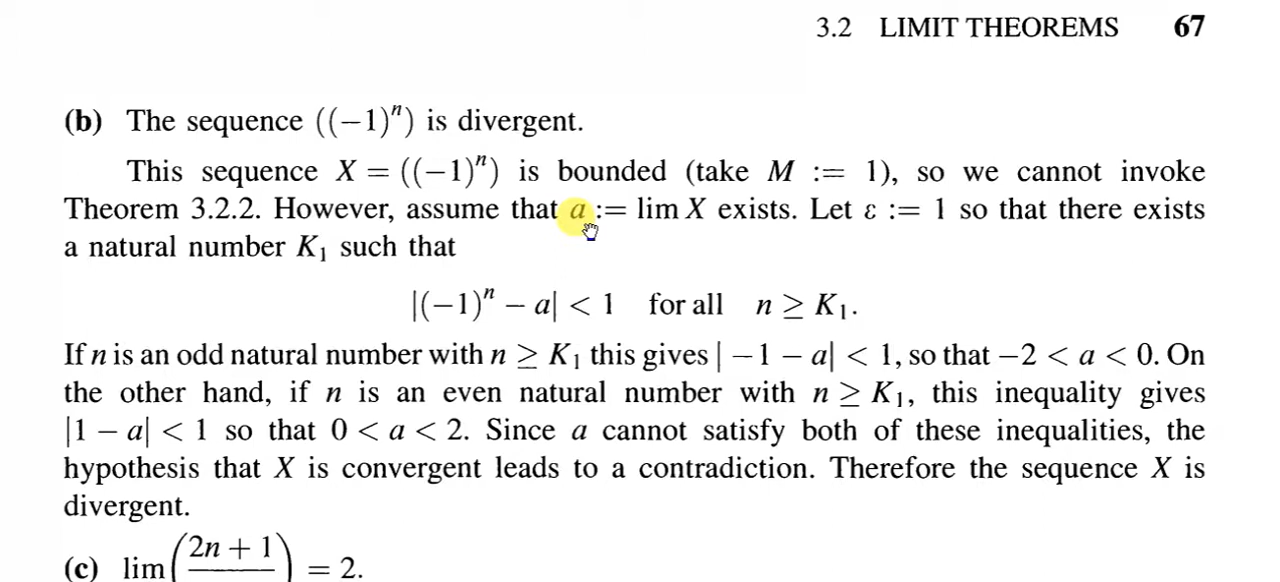 3.2 LIMIT THEOREMS 67
(b) The sequence ((−1)ⁿ) is divergent.
This sequence X = ((−1)ⁿ) is bounded (take M := 1), so we cannot invoke
Theorem 3.2.2. However, assume that a := lim X exists. Let ε := 1 so that there exists
a natural number K₁ such that
|(−1)ⁿ − a| < 1 for all n ≥ K₁.
If n is an odd natural number with n ≥ K₁ this gives | −1 − a| < 1, so that −2 < a < 0. On
the other hand, if n is an even natural number with n ≥ K₁, this inequality gives
|1 − a| < 1 so that 0 < a < 2. Since a cannot satisfy both of these inequalities, the
hypothesis that X is convergent leads to a contradiction. Therefore the sequence X is
divergent.
(c) lim(2n + 1) = 2.